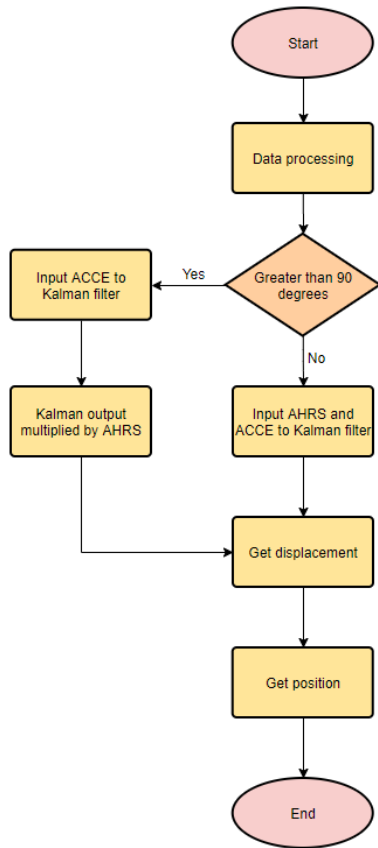 Start
Data processing
Greater than 90
degrees
Yes
Input ACCE to
Kalman filter
No
Kalman output
multiplied by AHRS
Input AHRS and
ACCE to Kalman filter
Get displacement
Get position
End